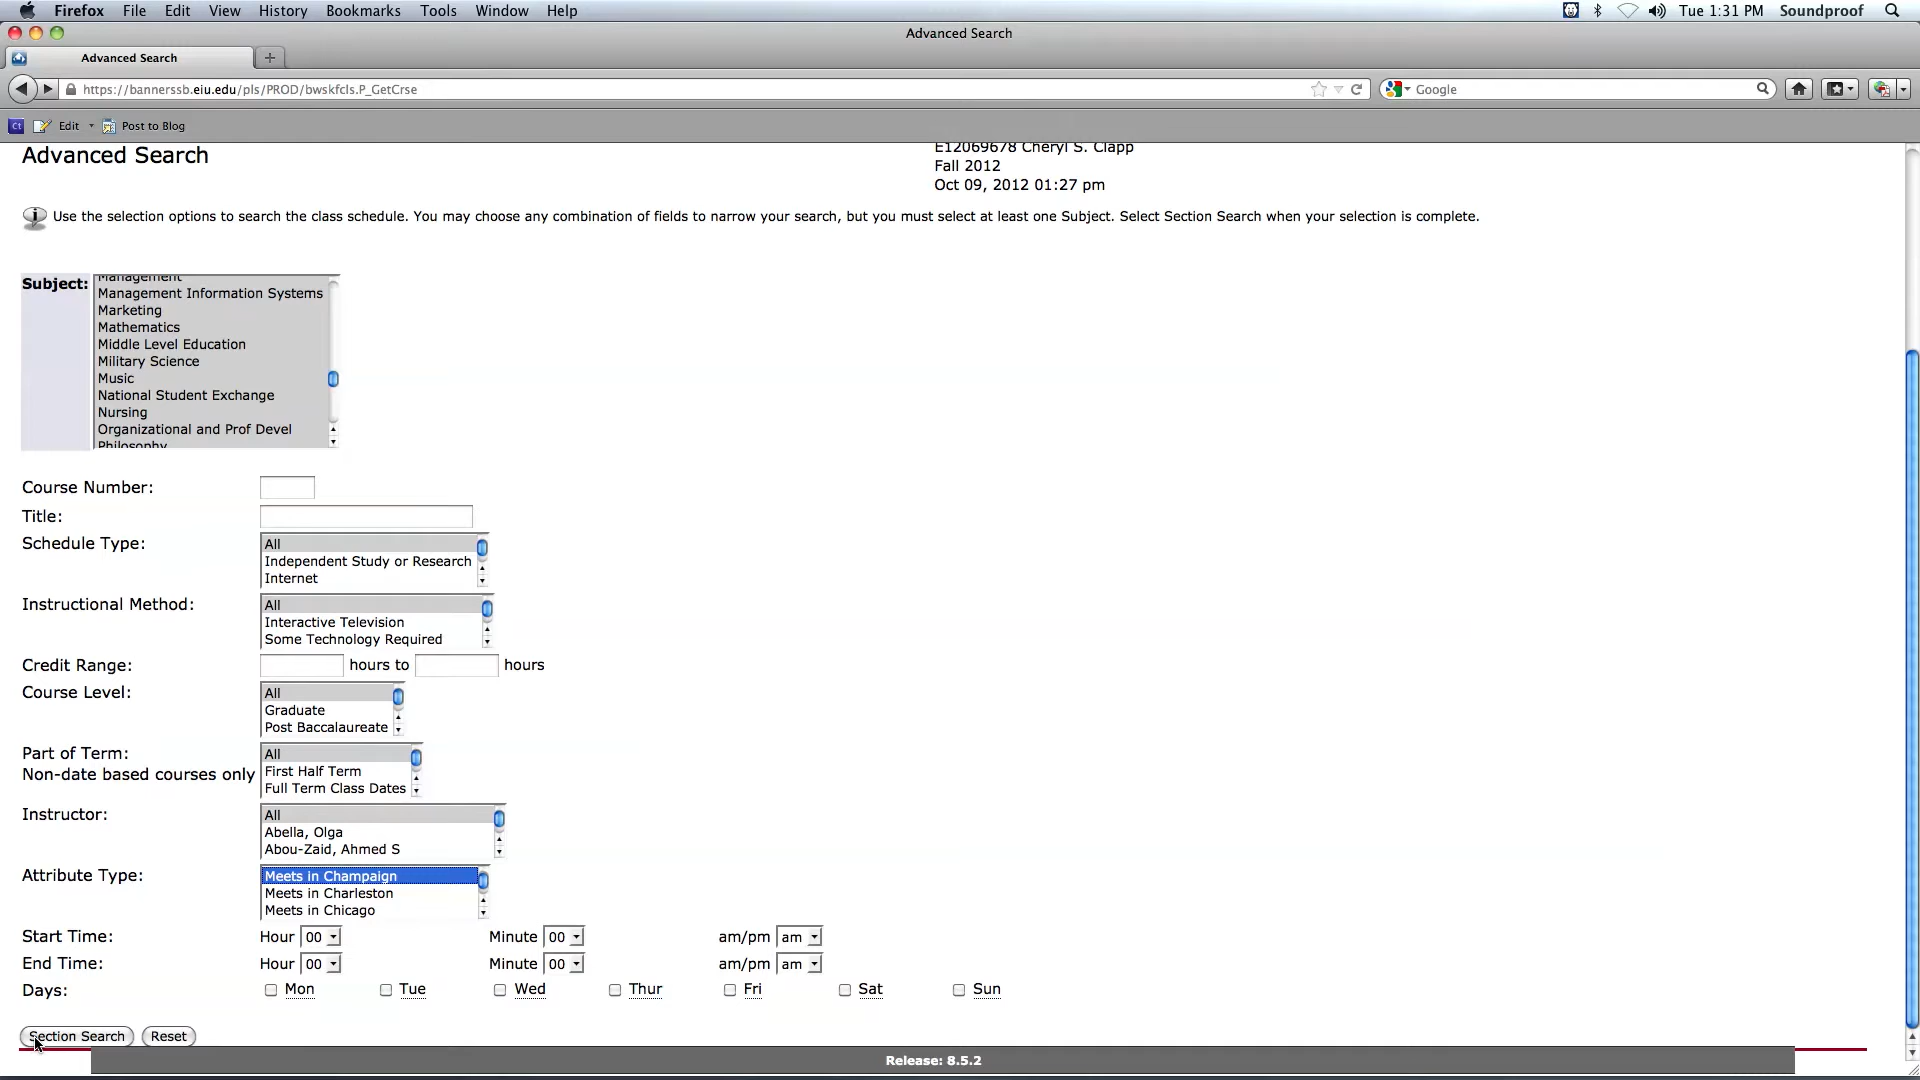 Firefox File Edit View History Bookmarks Tools Window Help Tue 1:31 PM Soundproof
Advanced Search
Advanced Search
https://bannerssb.eiu.edu/pls/PROD/bwskfcls.P_GetCrse Google
Edit Post to Blog
Advanced Search
E12069678 Cheryl S. Clapp
Fall 2012
Oct 09, 2012 01:27 pm
Use the selection options to search the class schedule. You may choose any combination of fields to narrow your search, but you must select at least one Subject. Select Section Search when your selection is complete.
Subject:
Management
Management Information Systems
Marketing
Mathematics
Middle Level Education
Military Science
Music
National Student Exchange
Nursing
Organizational and Prof Devel
Philosophy
Course Number:
Title:
Schedule Type: All
Independent Study or Research
Internet
Instructional Method: All
Interactive Television
Some Technology Required
Credit Range: hours to hours
Course Level: All
Graduate
Post Baccalaureate
Part of Term: All
Non-date based courses only First Half Term
Full Term Class Dates
Instructor: All
Abella, Olga
Abou-Zaid, Ahmed S
Attribute Type: Meets in Champaign
Meets in Charleston
Meets in Chicago
Start Time: Hour 00 Minute 00 am/pm am
End Time: Hour 00 Minute 00 am/pm am
Days: Mon Tue Wed Thur Fri Sat Sun
Section Search Reset
Release: 8.5.2